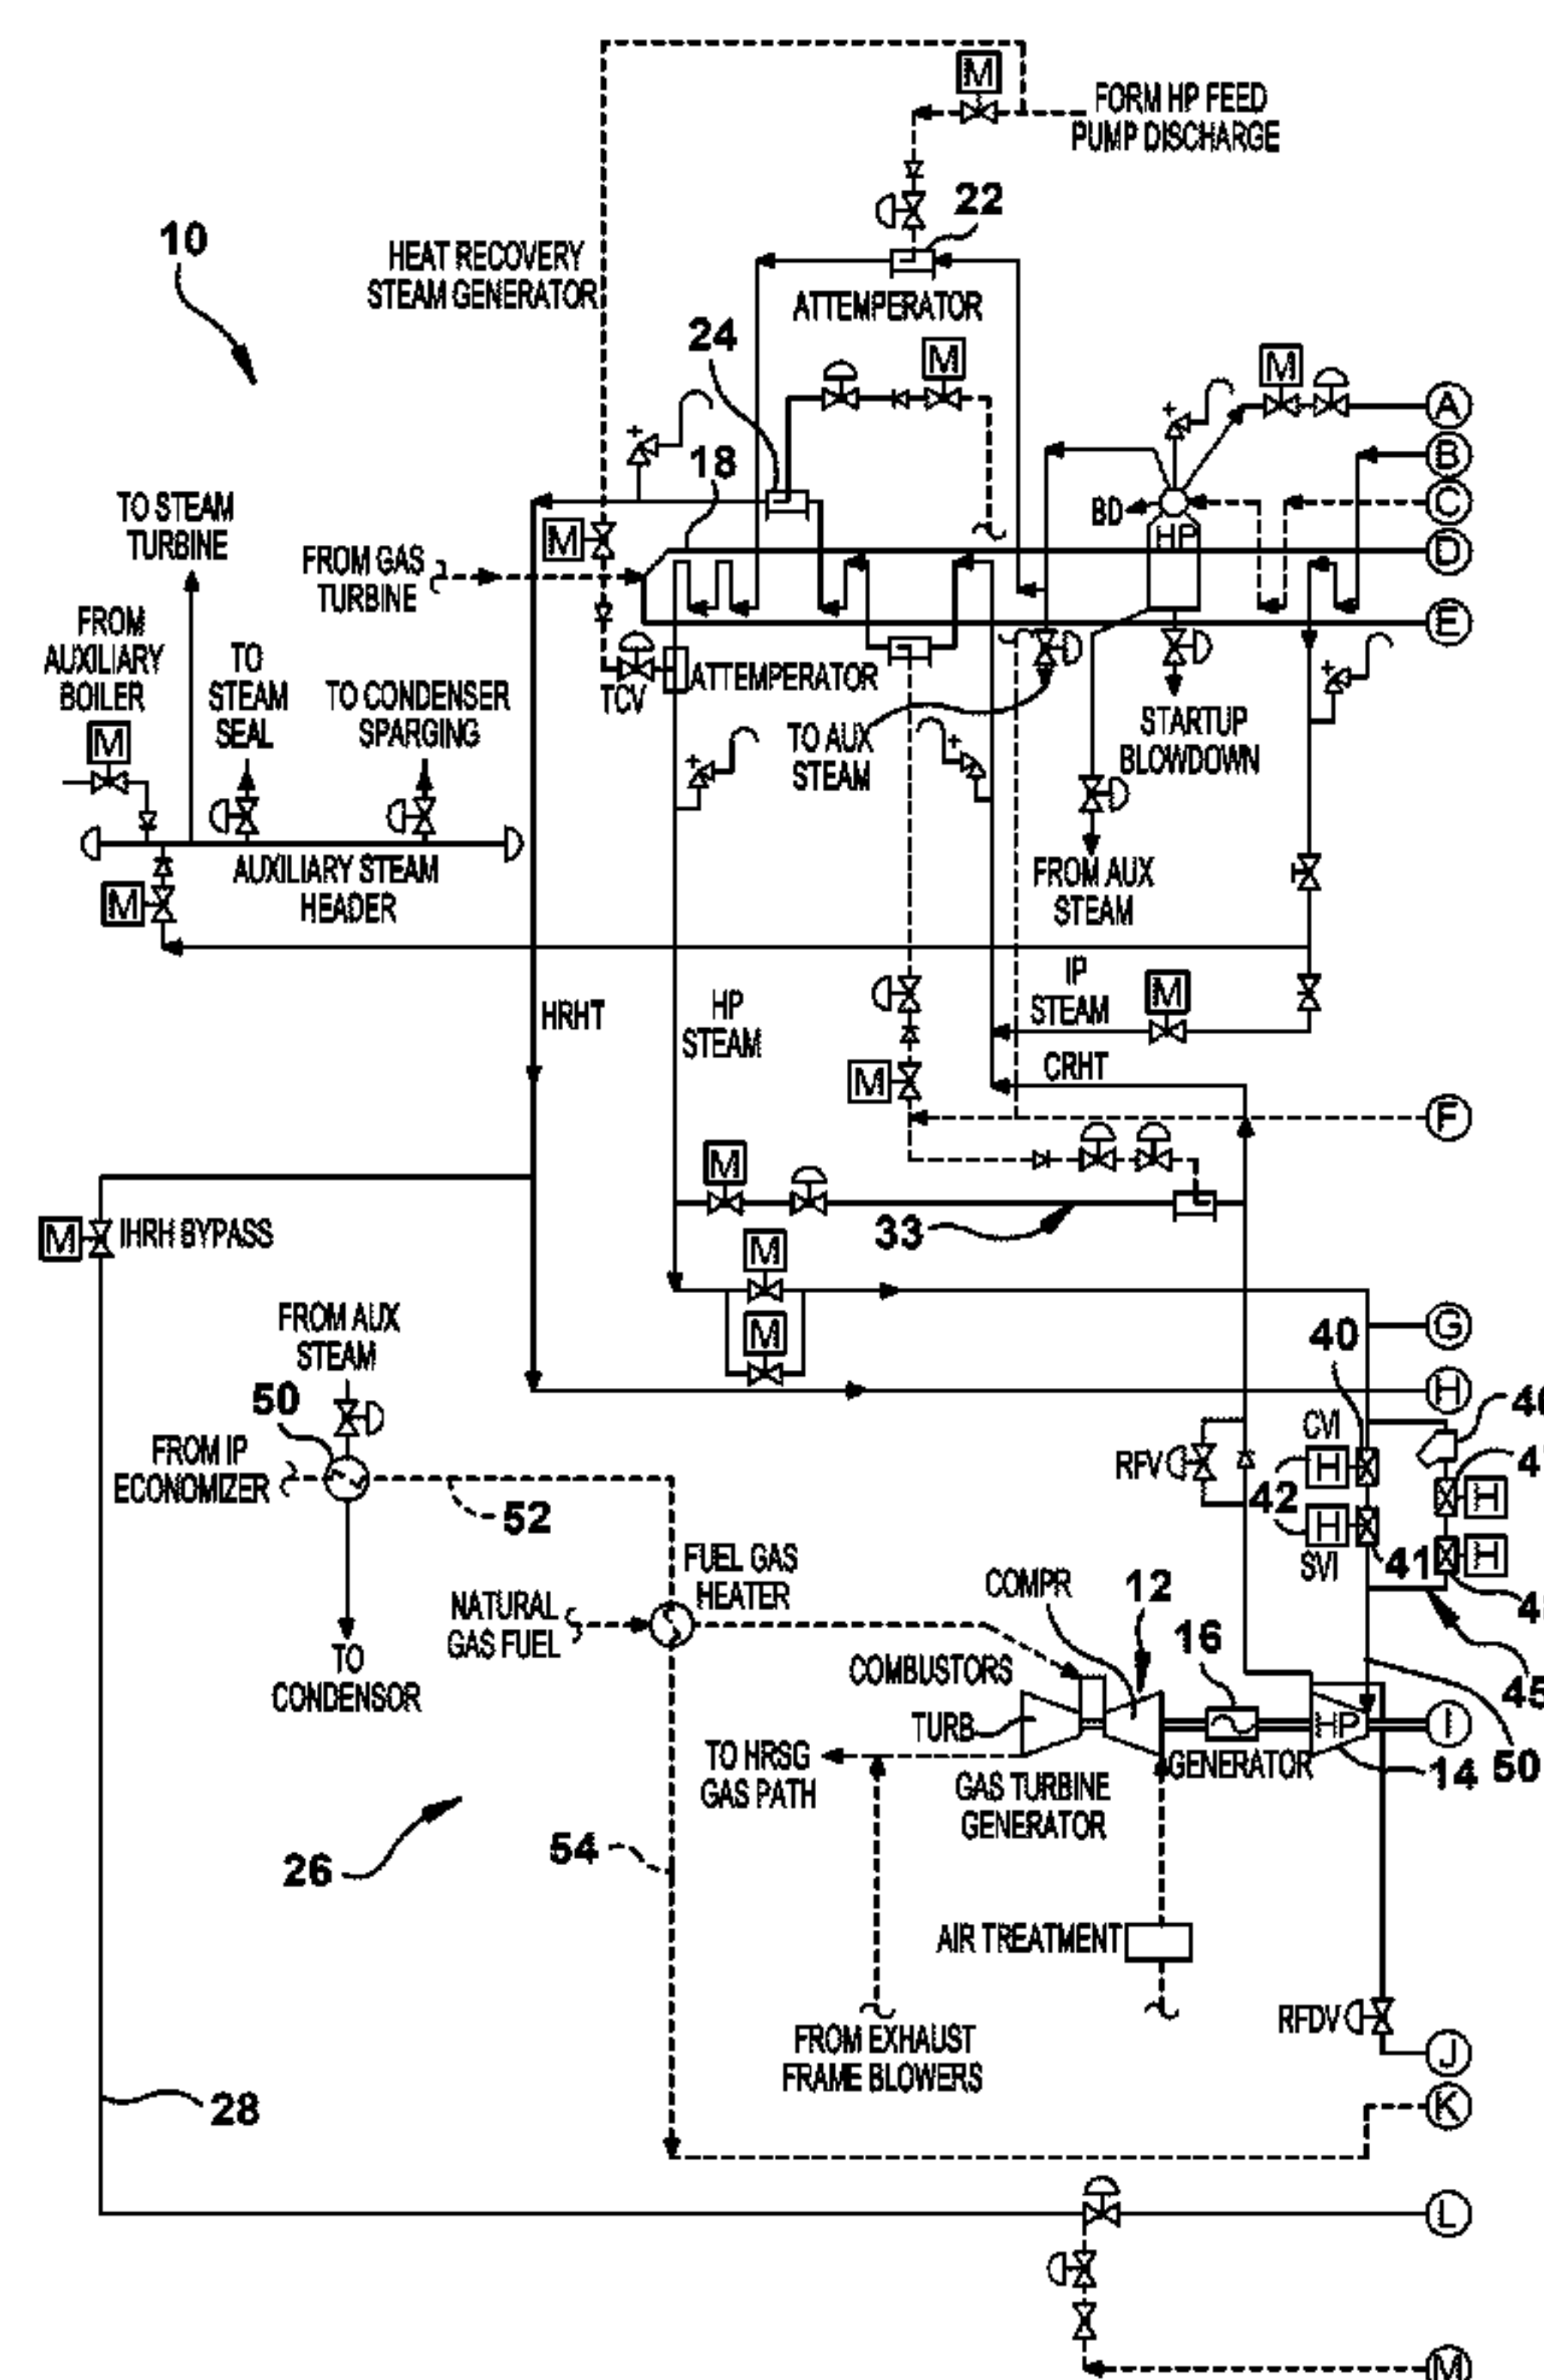 M
FORM HP FEED
PUMP DISCHARGE
22
10
HEAT RECOVERY
STEAM GENERATOR
ATTEMPERATOR
24
M
M
A
18
B
TO STEAM
TURBINE
BD
C
HP
M
D
FROM GAS
TURBINE
FROM
AUXILIARY
BOILER
E
TO
STEAM
SEAL
TO CONDENSER
SPARGING
TCV
ATTEMPERATOR
M
TO AUX
STEAM
STARTUP
BLOWDOWN
AUXILIARY STEAM
HEADER
FROM AUX
STEAM
M
IP
STEAM
M
HRHT
HP
STEAM
CRHT
M
F
M
33
M
IHRH BYPASS
M
FROM AUX
STEAM
M
40
G
50
H
CVI
FROM IP
ECONOMIZER
RFV
H
H
42
52
H
41
H
SVI
FUEL GAS
HEATER
COMPR
12
NATURAL
GAS FUEL
16
TO
CONDENSOR
COMBUSTORS
45
TURB
HP
I
TO HRSG
GAS PATH
GENERATOR
14
50
GAS TURBINE
GENERATOR
26
54
AIR TREATMENT
RFDV
FROM EXHAUST
FRAME BLOWERS
J
28
K
L
M